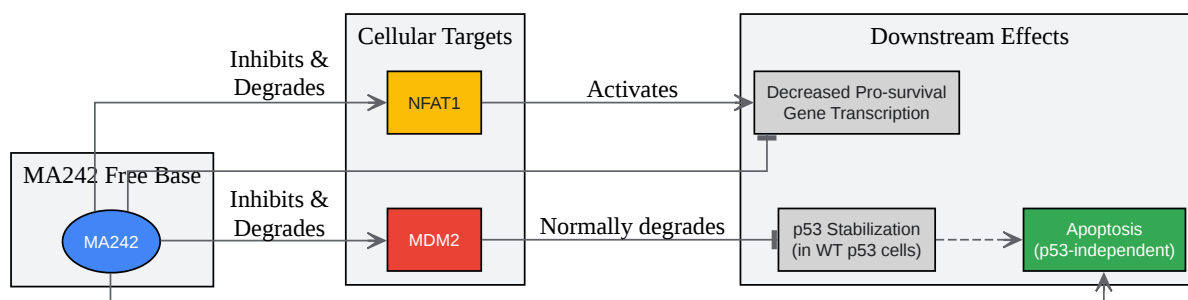 Cellular Targets
Downstream Effects
Inhibits &
Degrades
NFAT1
Activates
Decreased Pro-survival
Gene Transcription
MA242 Free Base
Inhibits &
Degrades
MA242
MDM2
Normally degrades
p53 Stabilization
(in WT p53 cells)
Apoptosis
(p53-independent)